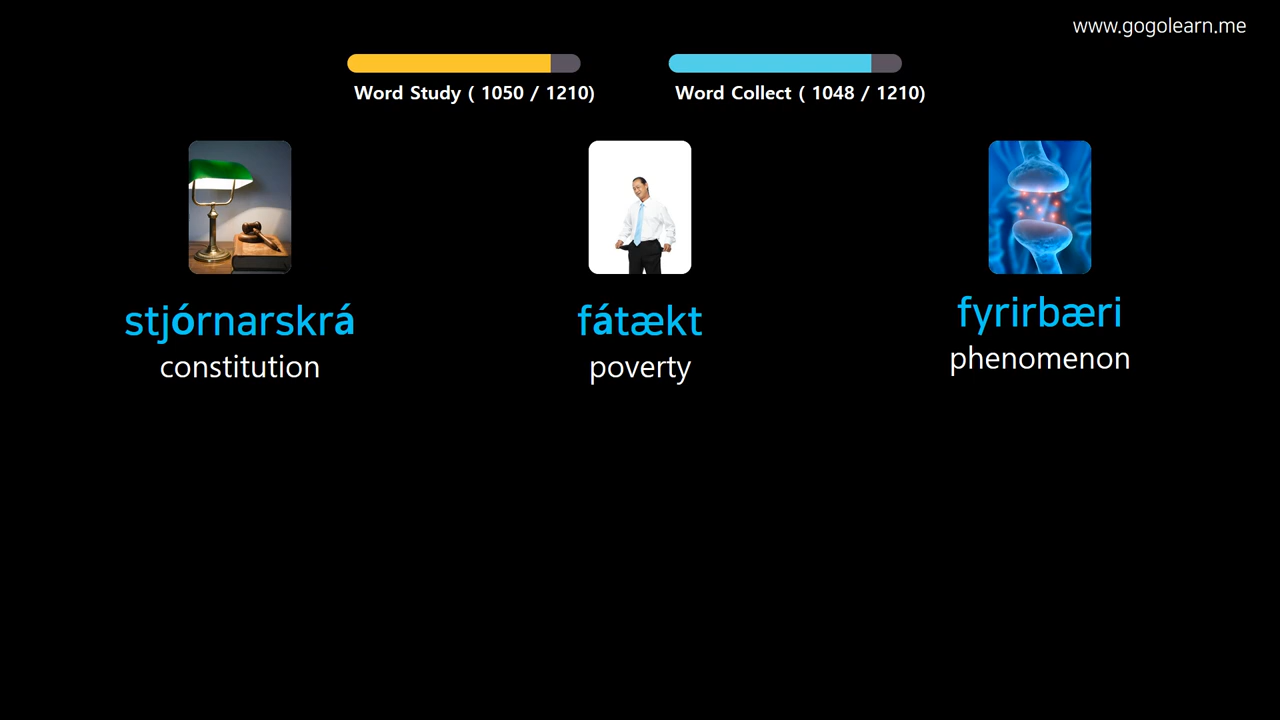 www.gogolearn.me
Word Study ( 1050 / 1210)
Word Collect ( 1048 / 1210)
stjórnarskrá
constitution
fátækt
poverty
fyrirbæri
phenomenon